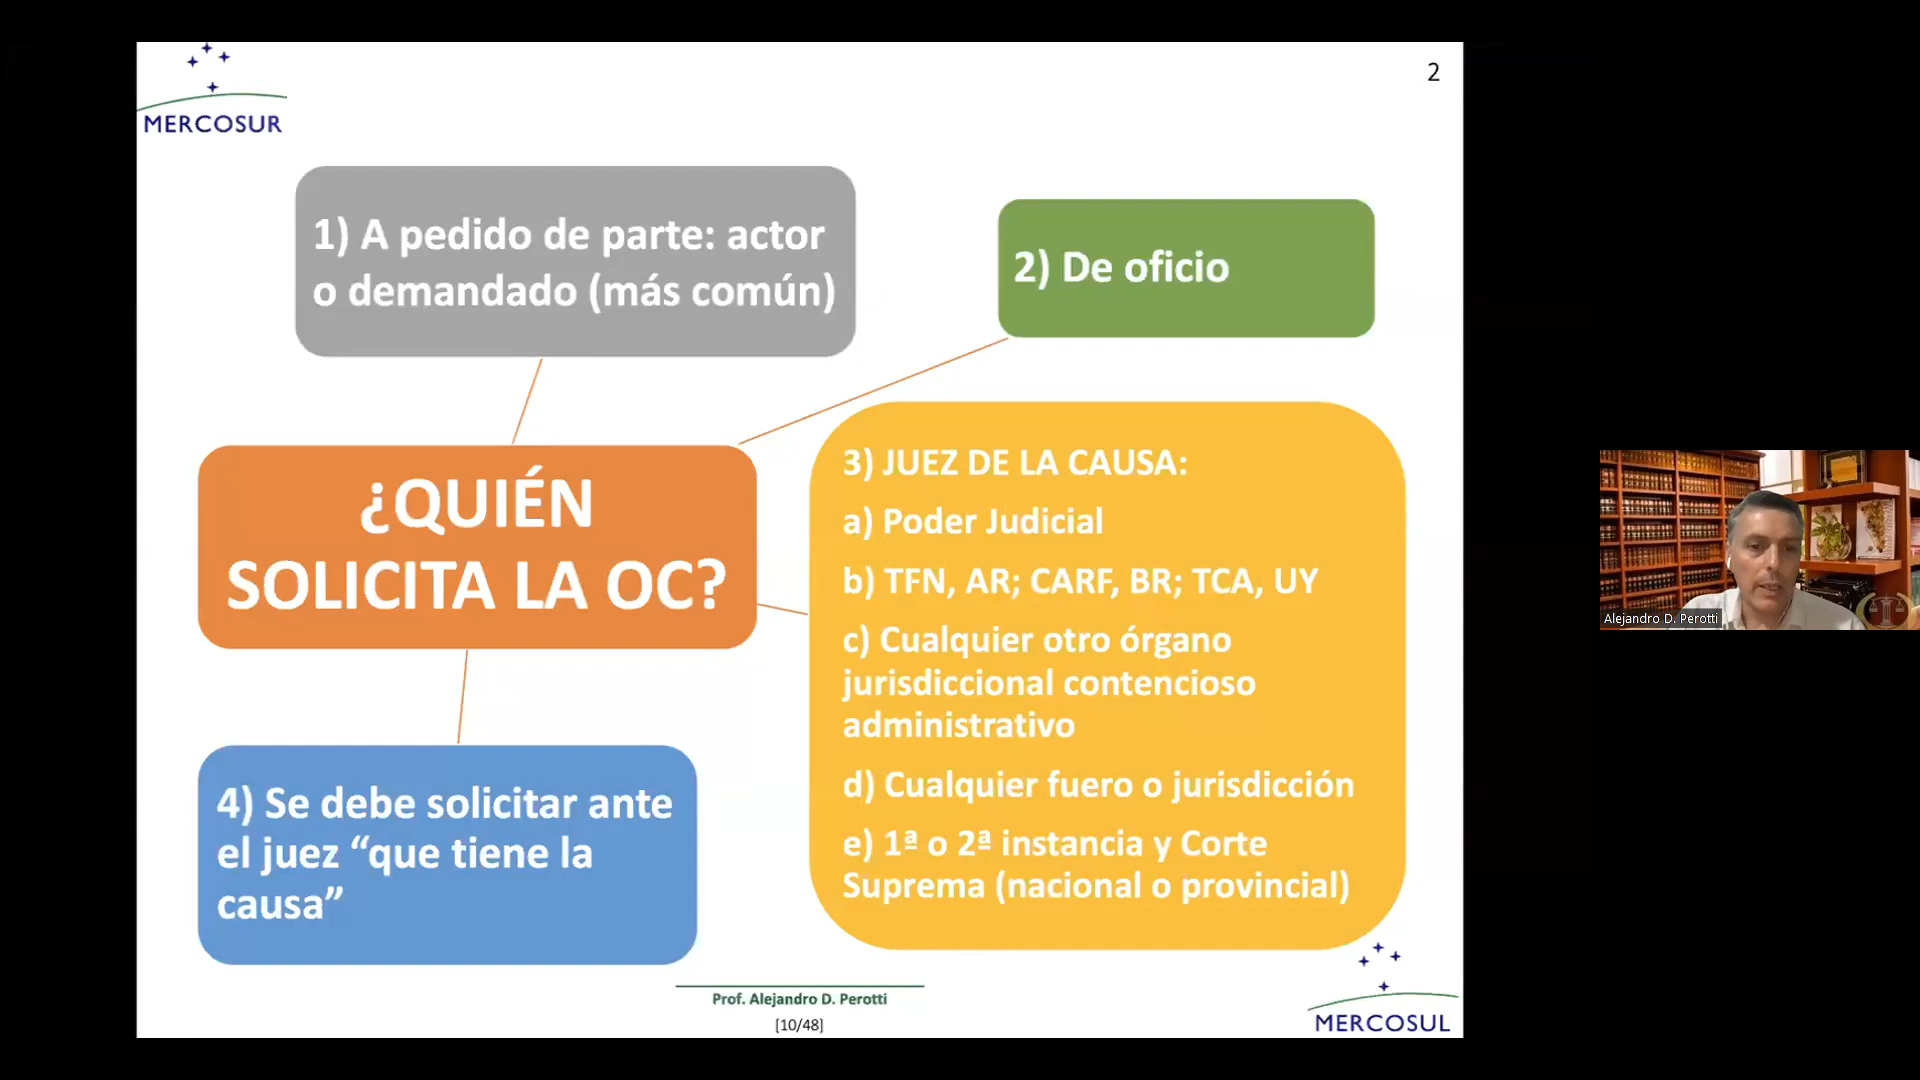 MERCOSUR
2
1) A pedido de parte: actor
o demandado (más común)
2) De oficio
¿QUIÉN
SOLICITA LA OC?
3) JUEZ DE LA CAUSA:
a) Poder Judicial
b) TFN, AR; CARF, BR; TCA, UY
c) Cualquier otro órgano
jurisdiccional contencioso
administrativo
d) Cualquier fuero o jurisdicción
e) 1ª o 2ª instancia y Corte
Suprema (nacional o provincial)
4) Se debe solicitar ante
el juez “que tiene la
causa”
Prof. Alejandro D. Perotti
[10/48]
MERCOSUL
Alejandro D. Perotti